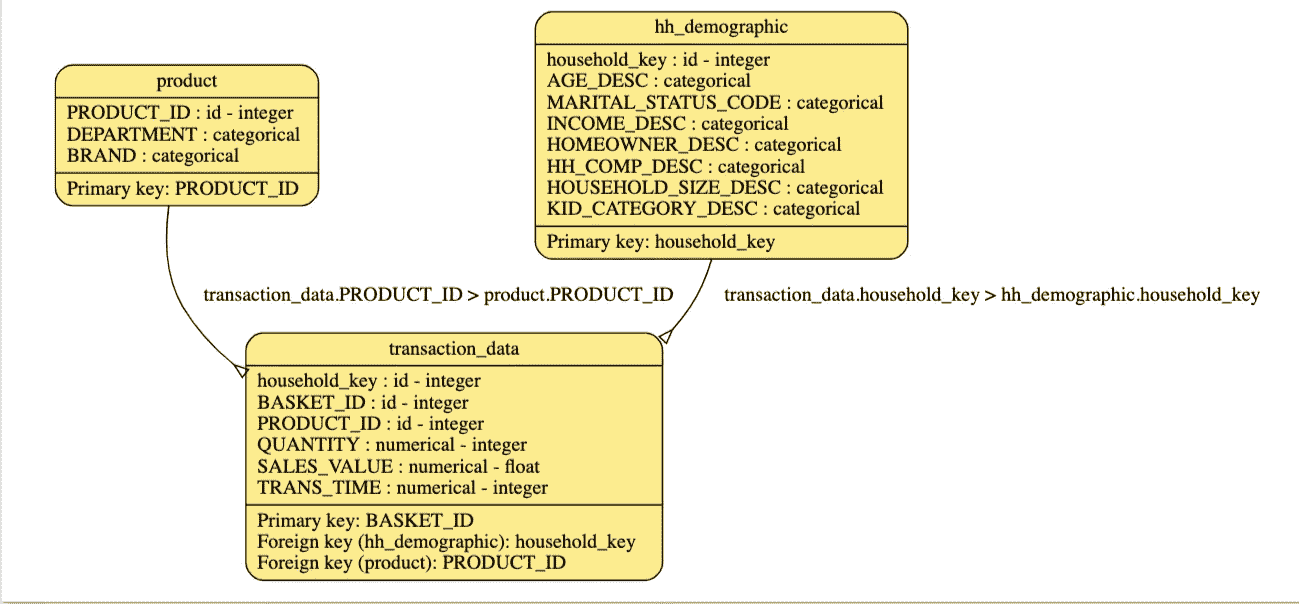 product
PRODUCT_ID : id - integer
DEPARTMENT : categorical
BRAND : categorical
Primary key: PRODUCT_ID
hh_demographic
household_key : id - integer
AGE_DESC : categorical
MARITAL_STATUS_CODE : categorical
INCOME_DESC : categorical
HOMEOWNER_DESC : categorical
HH_COMP_DESC : categorical
HOUSEHOLD_SIZE_DESC : categorical
KID_CATEGORY_DESC : categorical
Primary key: household_key
transaction_data.PRODUCT_ID > product.PRODUCT_ID
transaction_data.household_key > hh_demographic.household_key
transaction_data
household_key : id - integer
BASKET_ID : id - integer
PRODUCT_ID : id - integer
QUANTITY : numerical - integer
SALES_VALUE : numerical - float
TRANS_TIME : numerical - integer
Primary key: BASKET_ID
Foreign key (hh_demographic): household_key
Foreign key (product): PRODUCT_ID